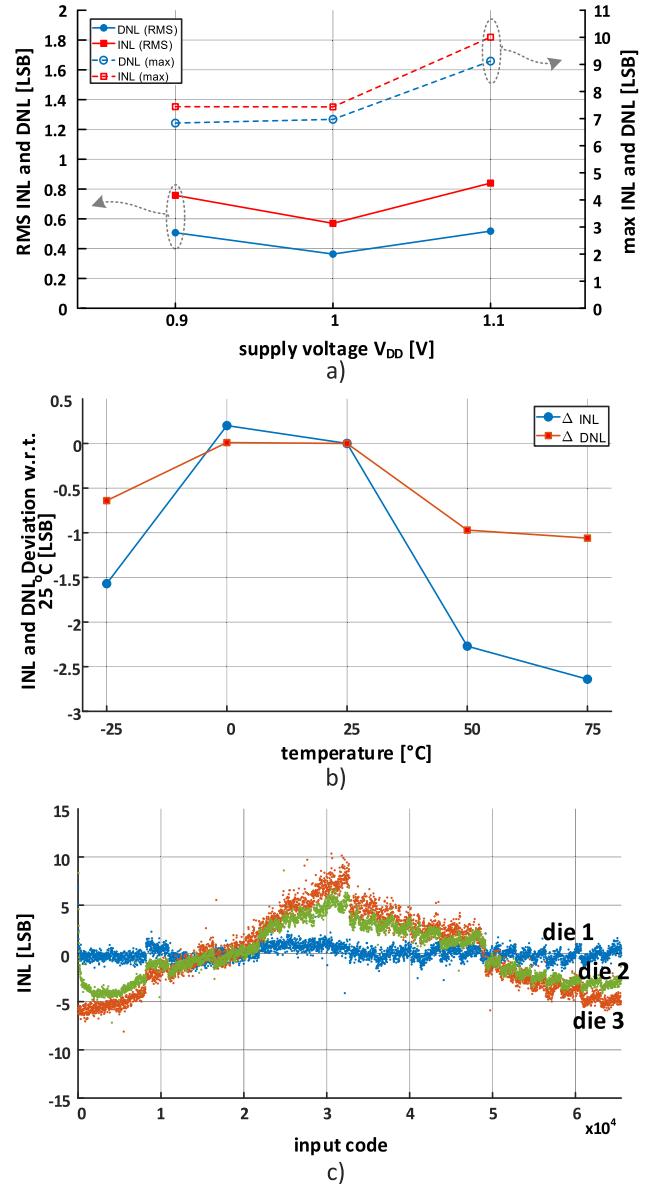 DNL (RMS)
INL (RMS)
DNL (max)
INL (max)
2
1.8
1.6
1.4
1.2
1
0.8
0.6
0.4
0.2
0
RMS INL and DNL [LSB]
11
10
9
8
7
6
5
4
3
2
1
0
max INL and DNL [LSB]
0.9
1
1.1
supply voltage VDD [V]
a)
0.5
0
-0.5
-1
-1.5
-2
-2.5
-3
INL and DNL Deviation w.r.t.
25 °C [LSB]
Δ INL
Δ DNL
-25
0
25
50
75
temperature [°C]
b)
15
10
5
0
-5
-10
-15
INL [LSB]
die 1
die 2
die 3
0
1
2
3
4
5
6
x10⁴
input code
c)